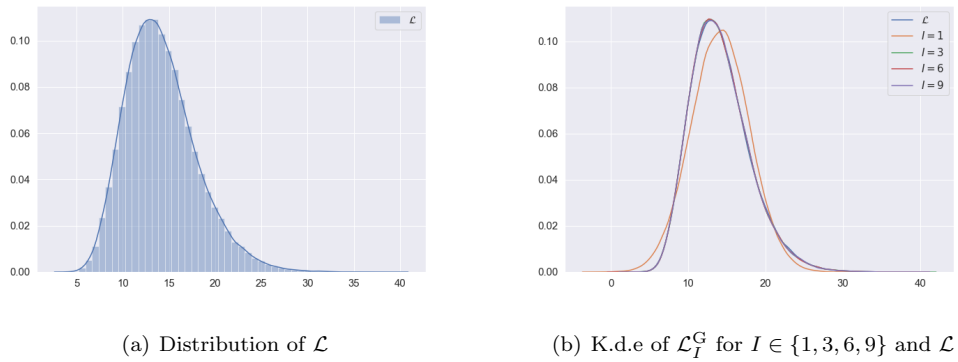 0.10
0.08
0.06
0.04
0.02
0.00
5 10 15 20 25 30 35 40
ℒ
(a) Distribution of ℒ
0.10
0.08
0.06
0.04
0.02
0.00
0 10 20 30 40
ℒ
I = 1
I = 3
I = 6
I = 9
(b) K.d.e of ℒ_I^G for I ∈ {1, 3, 6, 9} and ℒ